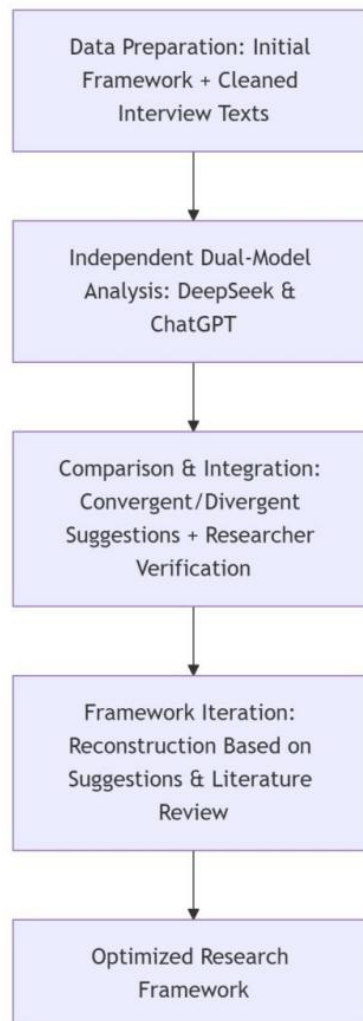 Data Preparation: Initial
Framework + Cleaned
Interview Texts
Independent Dual-Model
Analysis: DeepSeek &
ChatGPT
Comparison & Integration:
Convergent/Divergent
Suggestions + Researcher
Verification
Framework Iteration:
Reconstruction Based on
Suggestions & Literature
Review
Optimized Research
Framework